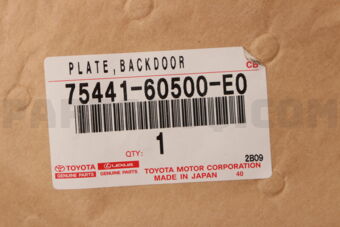 PLATE, BACKDOOR
CB
75441-60500-E0
QTY: 1
2B09
TOYOTA GENUINE PARTS
LEXUS GENUINE PARTS
TOYOTA MOTOR CORPORATION
MADE IN JAPAN 40